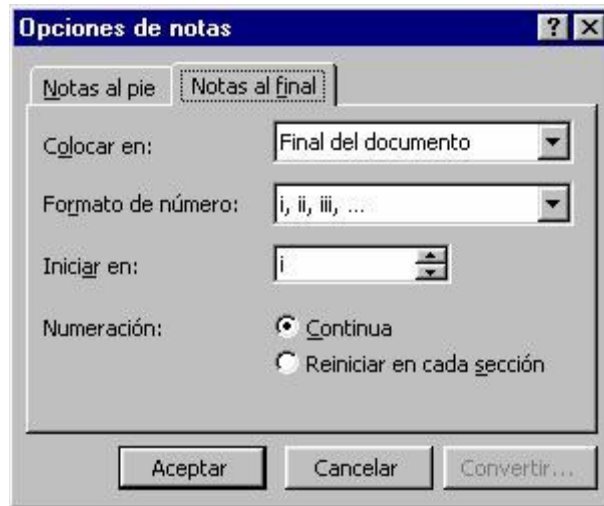 Opciones de notas
Notas al pie Notas al final
Colocar en: Final del documento
Formato de número: i, ii, iii, ...
Iniciar en: i
Numeración: Continua
Reiniciar en cada sección
Aceptar Cancelar Convertir...